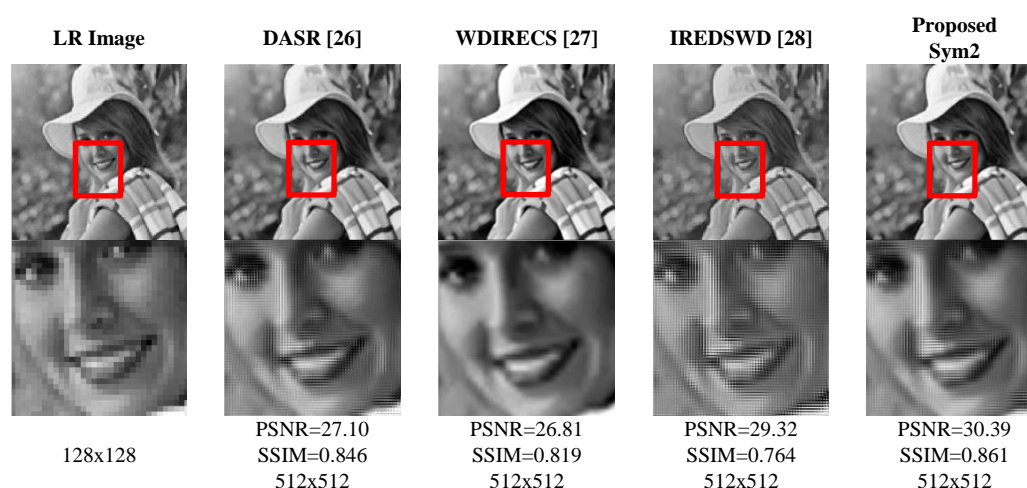 LR Image
DASR [26]
WDIRECS [27]
IREDSWD [28]
Proposed
Sym2
128x128
PSNR=27.10
SSIM=0.846
512x512
PSNR=26.81
SSIM=0.819
512x512
PSNR=29.32
SSIM=0.764
512x512
PSNR=30.39
SSIM=0.861
512x512